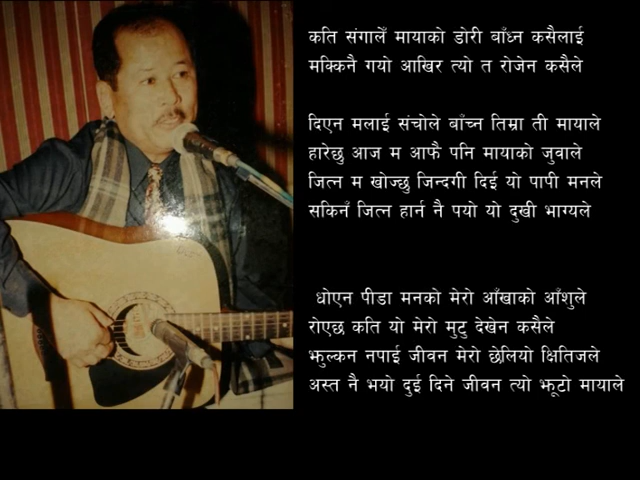 कति संगालेँ मायाको डोरी बाँध्न कसैलाई
मक्किनै गयो आखिर त्यो त रोजेन कसैले
दिएन मलाई संचोले बाँच्न तिम्रा ती मायाले
हारेछु आज म आफै पनि मायाको जुवाले
जित्न म खोज्छु जिन्दगी दिई यो पापी मनले
सकिनँ जित्न हार्न नै पर्‍यो यो दुखी भाग्यले
धोएन पीडा मनको मेरो आँखाको आँशुले
रोएछ कति यो मेरो मुटु देखेन कसैले
झुल्कन नपाई जीवन मेरो छेलियो क्षितिजले
अस्त नै भयो दुई दिने जीवन त्यो झूटो मायाले